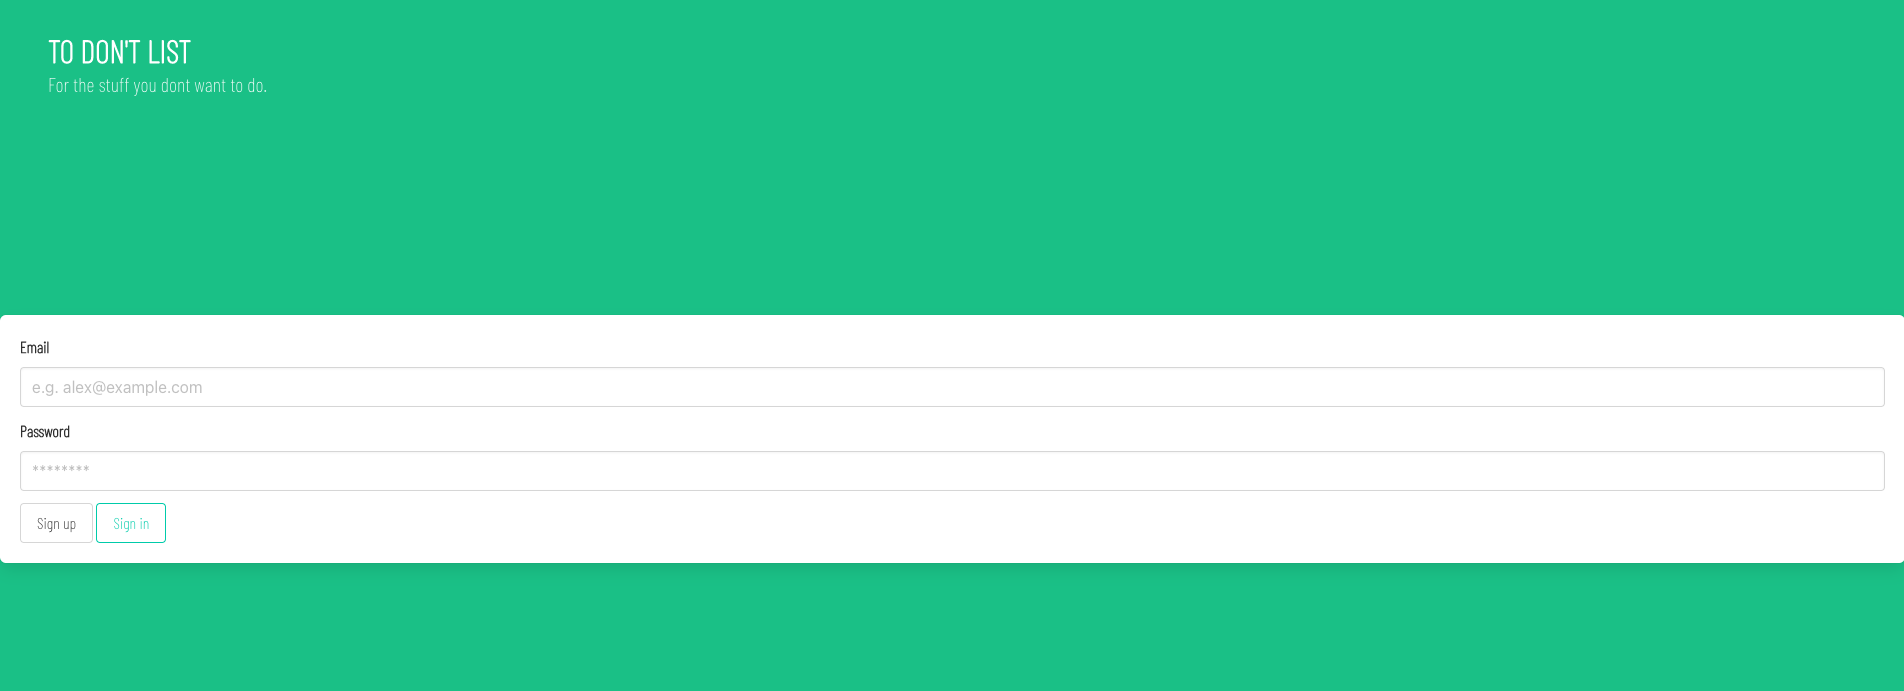 TO DON'T LIST
For the stuff you dont want to do.
Email
e.g. alex@example.com
Password
********
Sign up Sign in